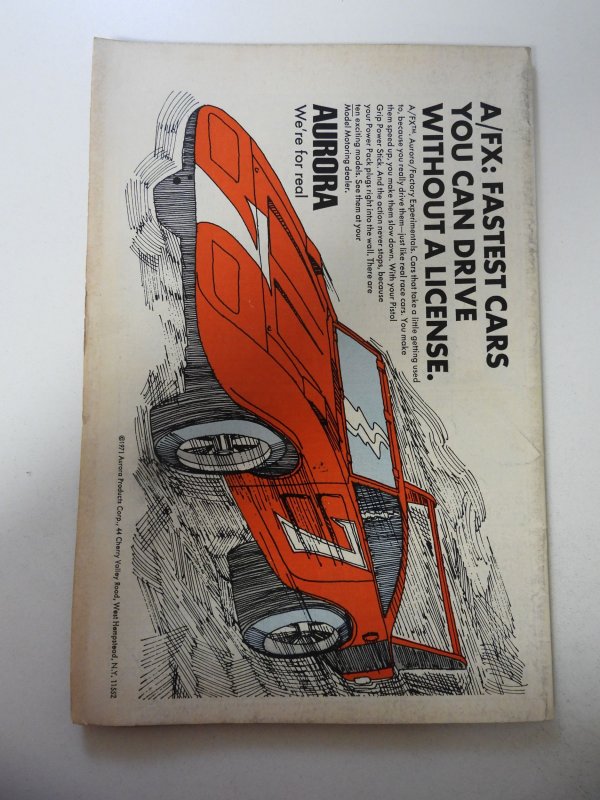 A/FX: FASTEST CARS
YOU CAN DRIVE
WITHOUT A LICENSE.
A/FX™. Aurora/Factory Experimentals. Cars that take a little getting used
to, because you really drive them—just like real race cars. You make
them speed up, you make them slow down. With your Pistol
Grip Power Stick. And the action never stops, because
your Power Pack plugs right into the wall. There are
ten exciting models. See them at your
Model Motoring dealer.
AURORA
We're for real
7
©1971 Aurora Products Corp., 44 Cherry Valley Road, West Hempstead, N.Y. 11552